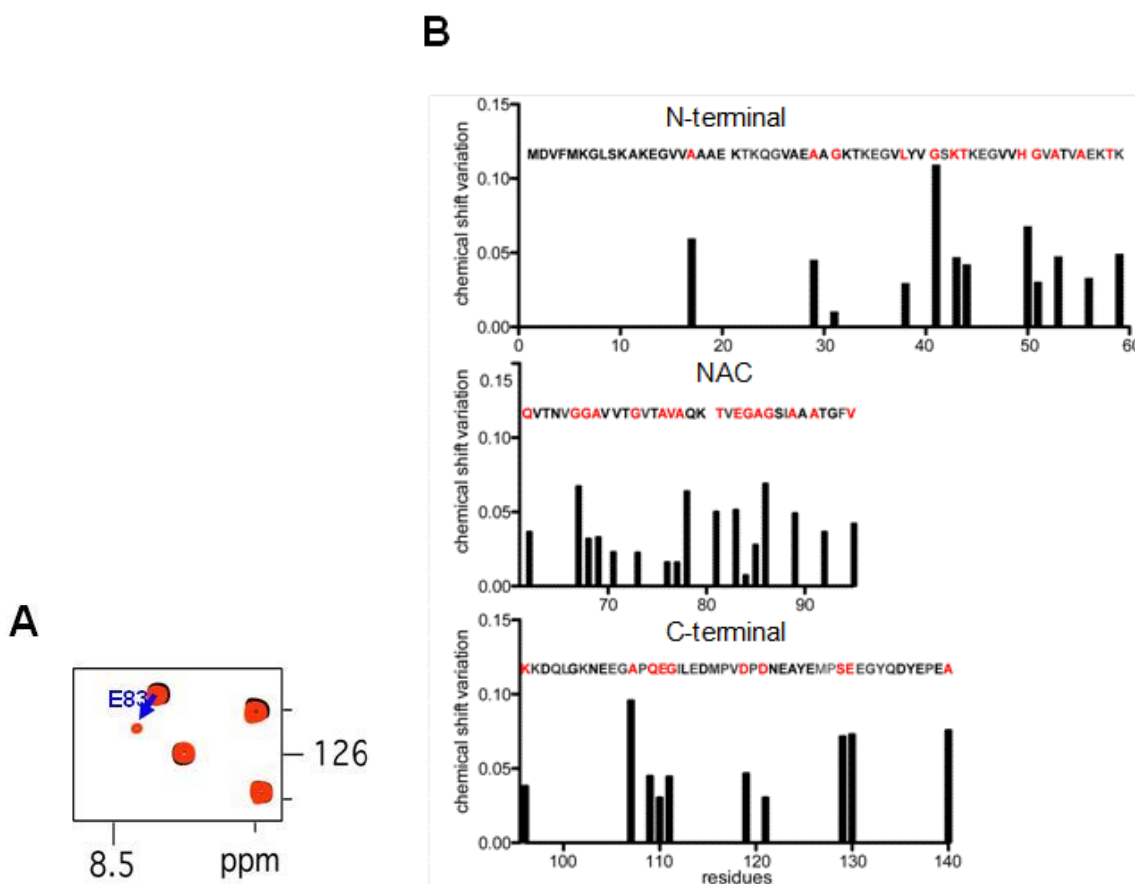 B
N-terminal
MDVFMKGLSKAKEGVVAAAE KTKQGVAEAA GKTKEGVLYV GSKTKEGVVH GVATVAEKTK
chemical shift variation
0.15
0.10
0.05
0.00
0 10 20 30 40 50 60
NAC
QVTNVGGAVVTGVTAVAQK TVEGAGSIAAATGFV
chemical shift variation
0.15
0.10
0.05
0.00
70 80 90
C-terminal
KKDQLGKNEEGAPQEGILEDMPVDPDNEAYEMPSEEGYQDYEPEA
chemical shift variation
0.15
0.10
0.05
0.00
100 110 120 130 140
residues
A
E83
126
8.5 ppm